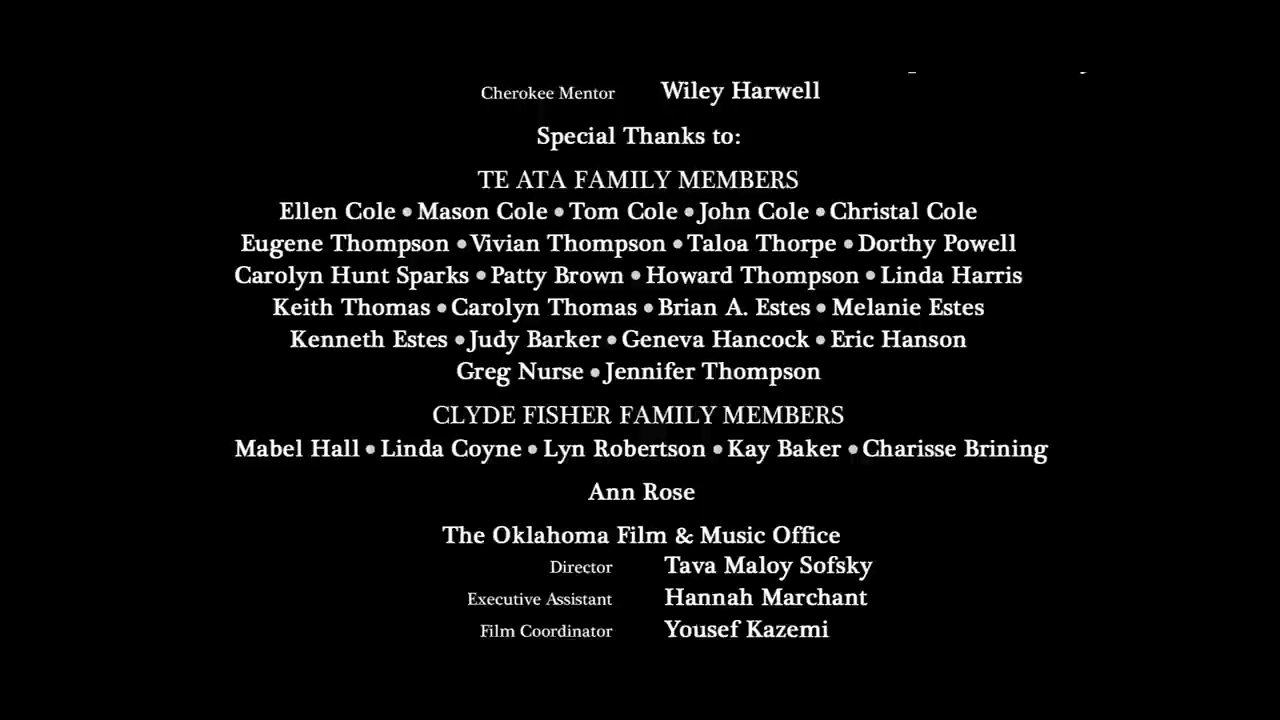 Cherokee Mentor Wiley Harwell
Special Thanks to:
TE ATA FAMILY MEMBERS
Ellen Cole • Mason Cole • Tom Cole • John Cole • Christal Cole
Eugene Thompson • Vivian Thompson • Taloa Thorpe • Dorthy Powell
Carolyn Hunt Sparks • Patty Brown • Howard Thompson • Linda Harris
Keith Thomas • Carolyn Thomas • Brian A. Estes • Melanie Estes
Kenneth Estes • Judy Barker • Geneva Hancock • Eric Hanson
Greg Nurse • Jennifer Thompson
CLYDE FISHER FAMILY MEMBERS
Mabel Hall • Linda Coyne • Lyn Robertson • Kay Baker • Charisse Brining
Ann Rose
The Oklahoma Film & Music Office
Director Tava Maloy Sofsky
Executive Assistant Hannah Marchant
Film Coordinator Yousef Kazemi